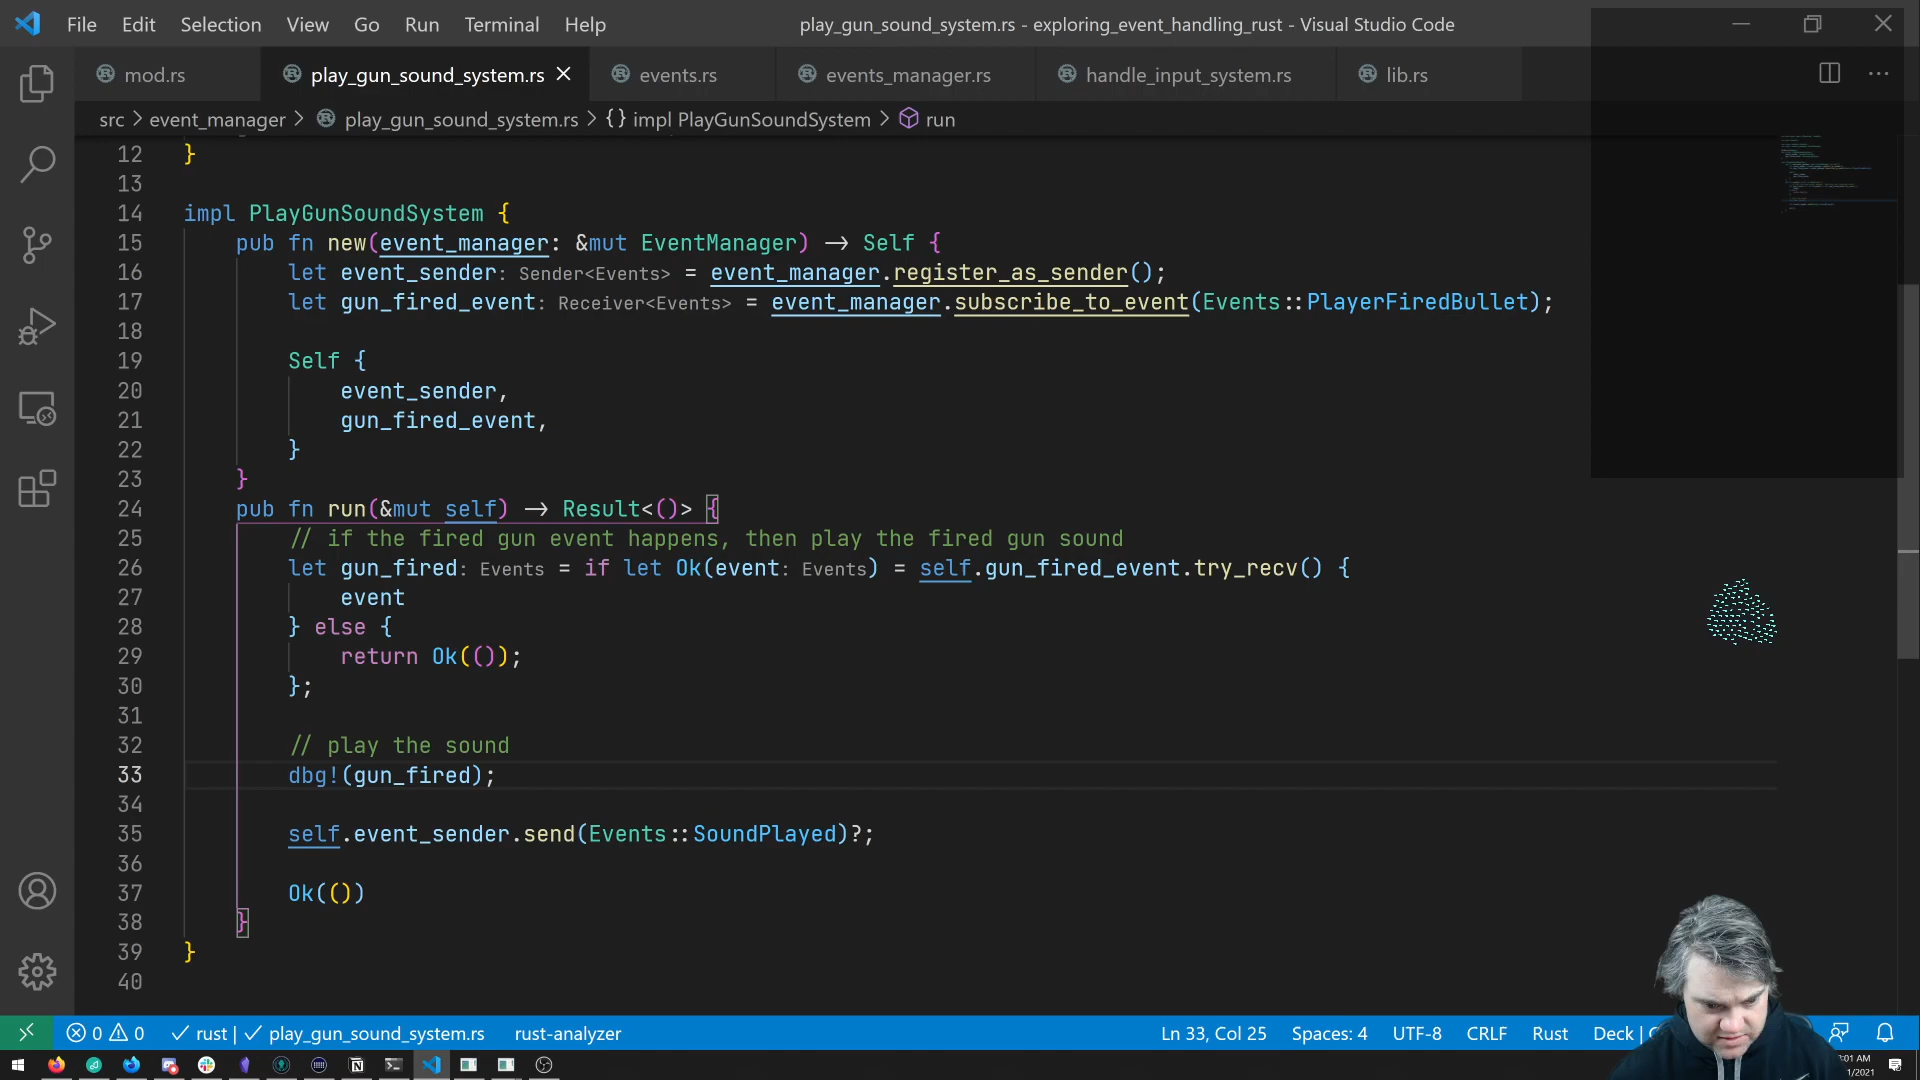 File Edit Selection View Go Run Terminal Help play_gun_sound_system.rs - exploring_event_handling_rust - Visual Studio Code
mod.rs play_gun_sound_system.rs events.rs events_manager.rs handle_input_system.rs lib.rs
src > event_manager > play_gun_sound_system.rs > {} impl PlayGunSoundSystem > run
12 }
13
14 impl PlayGunSoundSystem {
15 pub fn new(event_manager: &mut EventManager) -> Self {
16 let event_sender: Sender<Events> = event_manager.register_as_sender();
17 let gun_fired_event: Receiver<Events> = event_manager.subscribe_to_event(Events::PlayerFiredBullet);
18
19 Self {
20 event_sender,
21 gun_fired_event,
22 }
23 }
24 pub fn run(&mut self) -> Result<()> {
25 // if the fired gun event happens, then play the fired gun sound
26 let gun_fired: Events = if let Ok(event: Events) = self.gun_fired_event.try_recv() {
27 event
28 } else {
29 return Ok(());
30 };
31
32 // play the sound
33 dbg!(gun_fired);
34
35 self.event_sender.send(Events::SoundPlayed)?;
36
37 Ok(())
38 }
39 }
40
0 0 rust | play_gun_sound_system.rs rust-analyzer Ln 33, Col 25 Spaces: 4 UTF-8 CRLF Rust Deck |
:01 AM
/2021